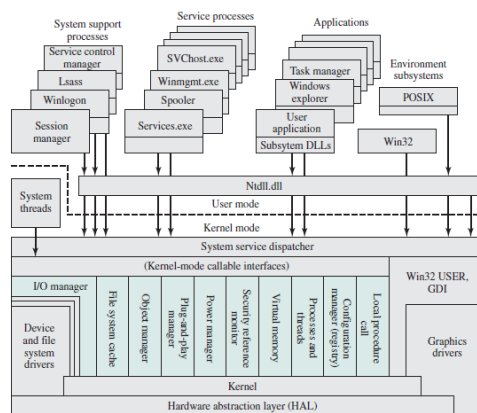 System support
processes
Service processes
Applications
Environment
subsystems
Service control
manager
Lsass
Winlogon
Session
manager
SVChost.exe
Winmgmt.exe
Spooler
Services.exe
Task manager
Windows
explorer
User
application
Subsytem DLLs
POSIX
Win32
System
threads
Ntdll.dll
User mode
Kernel mode
System service dispatcher
(Kernel-mode callable interfaces)
I/O manager
Device
and file
system
drivers
File system cache
Object manager
Plug-and-play
manager
Power manager
Security reference
monitor
Virtual memory
Processes and
threads
Configuration
manager (registry)
Local procedure
call
Win32 USER,
GDI
Graphics
drivers
Kernel
Hardware abstraction layer (HAL)